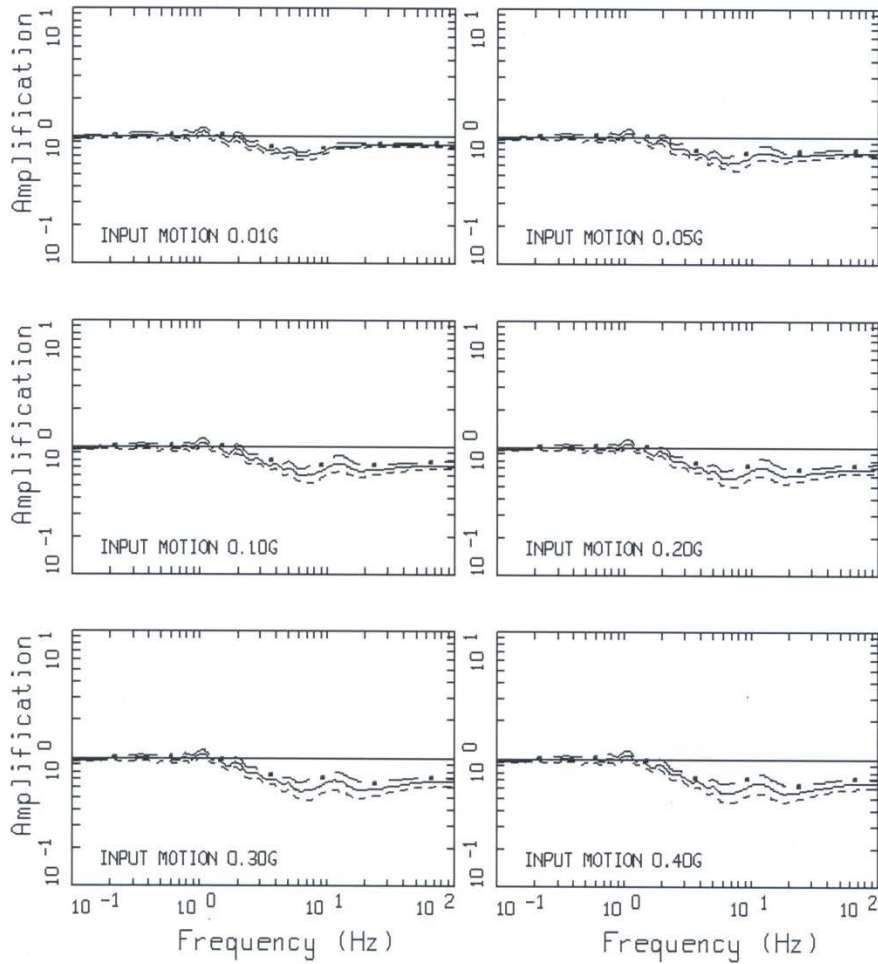 Amplification
10^1
10^0
10^-1
INPUT MOTION 0.01G
10^1
10^0
10^-1
INPUT MOTION 0.05G
Amplification
10^1
10^0
10^-1
INPUT MOTION 0.10G
10^1
10^0
10^-1
INPUT MOTION 0.20G
Amplification
10^1
10^0
10^-1
INPUT MOTION 0.30G
10^1
10^0
10^-1
INPUT MOTION 0.40G
10^-1 10^0 10^1 10^2
10^-1 10^0 10^1 10^2
Frequency (Hz)
Frequency (Hz)